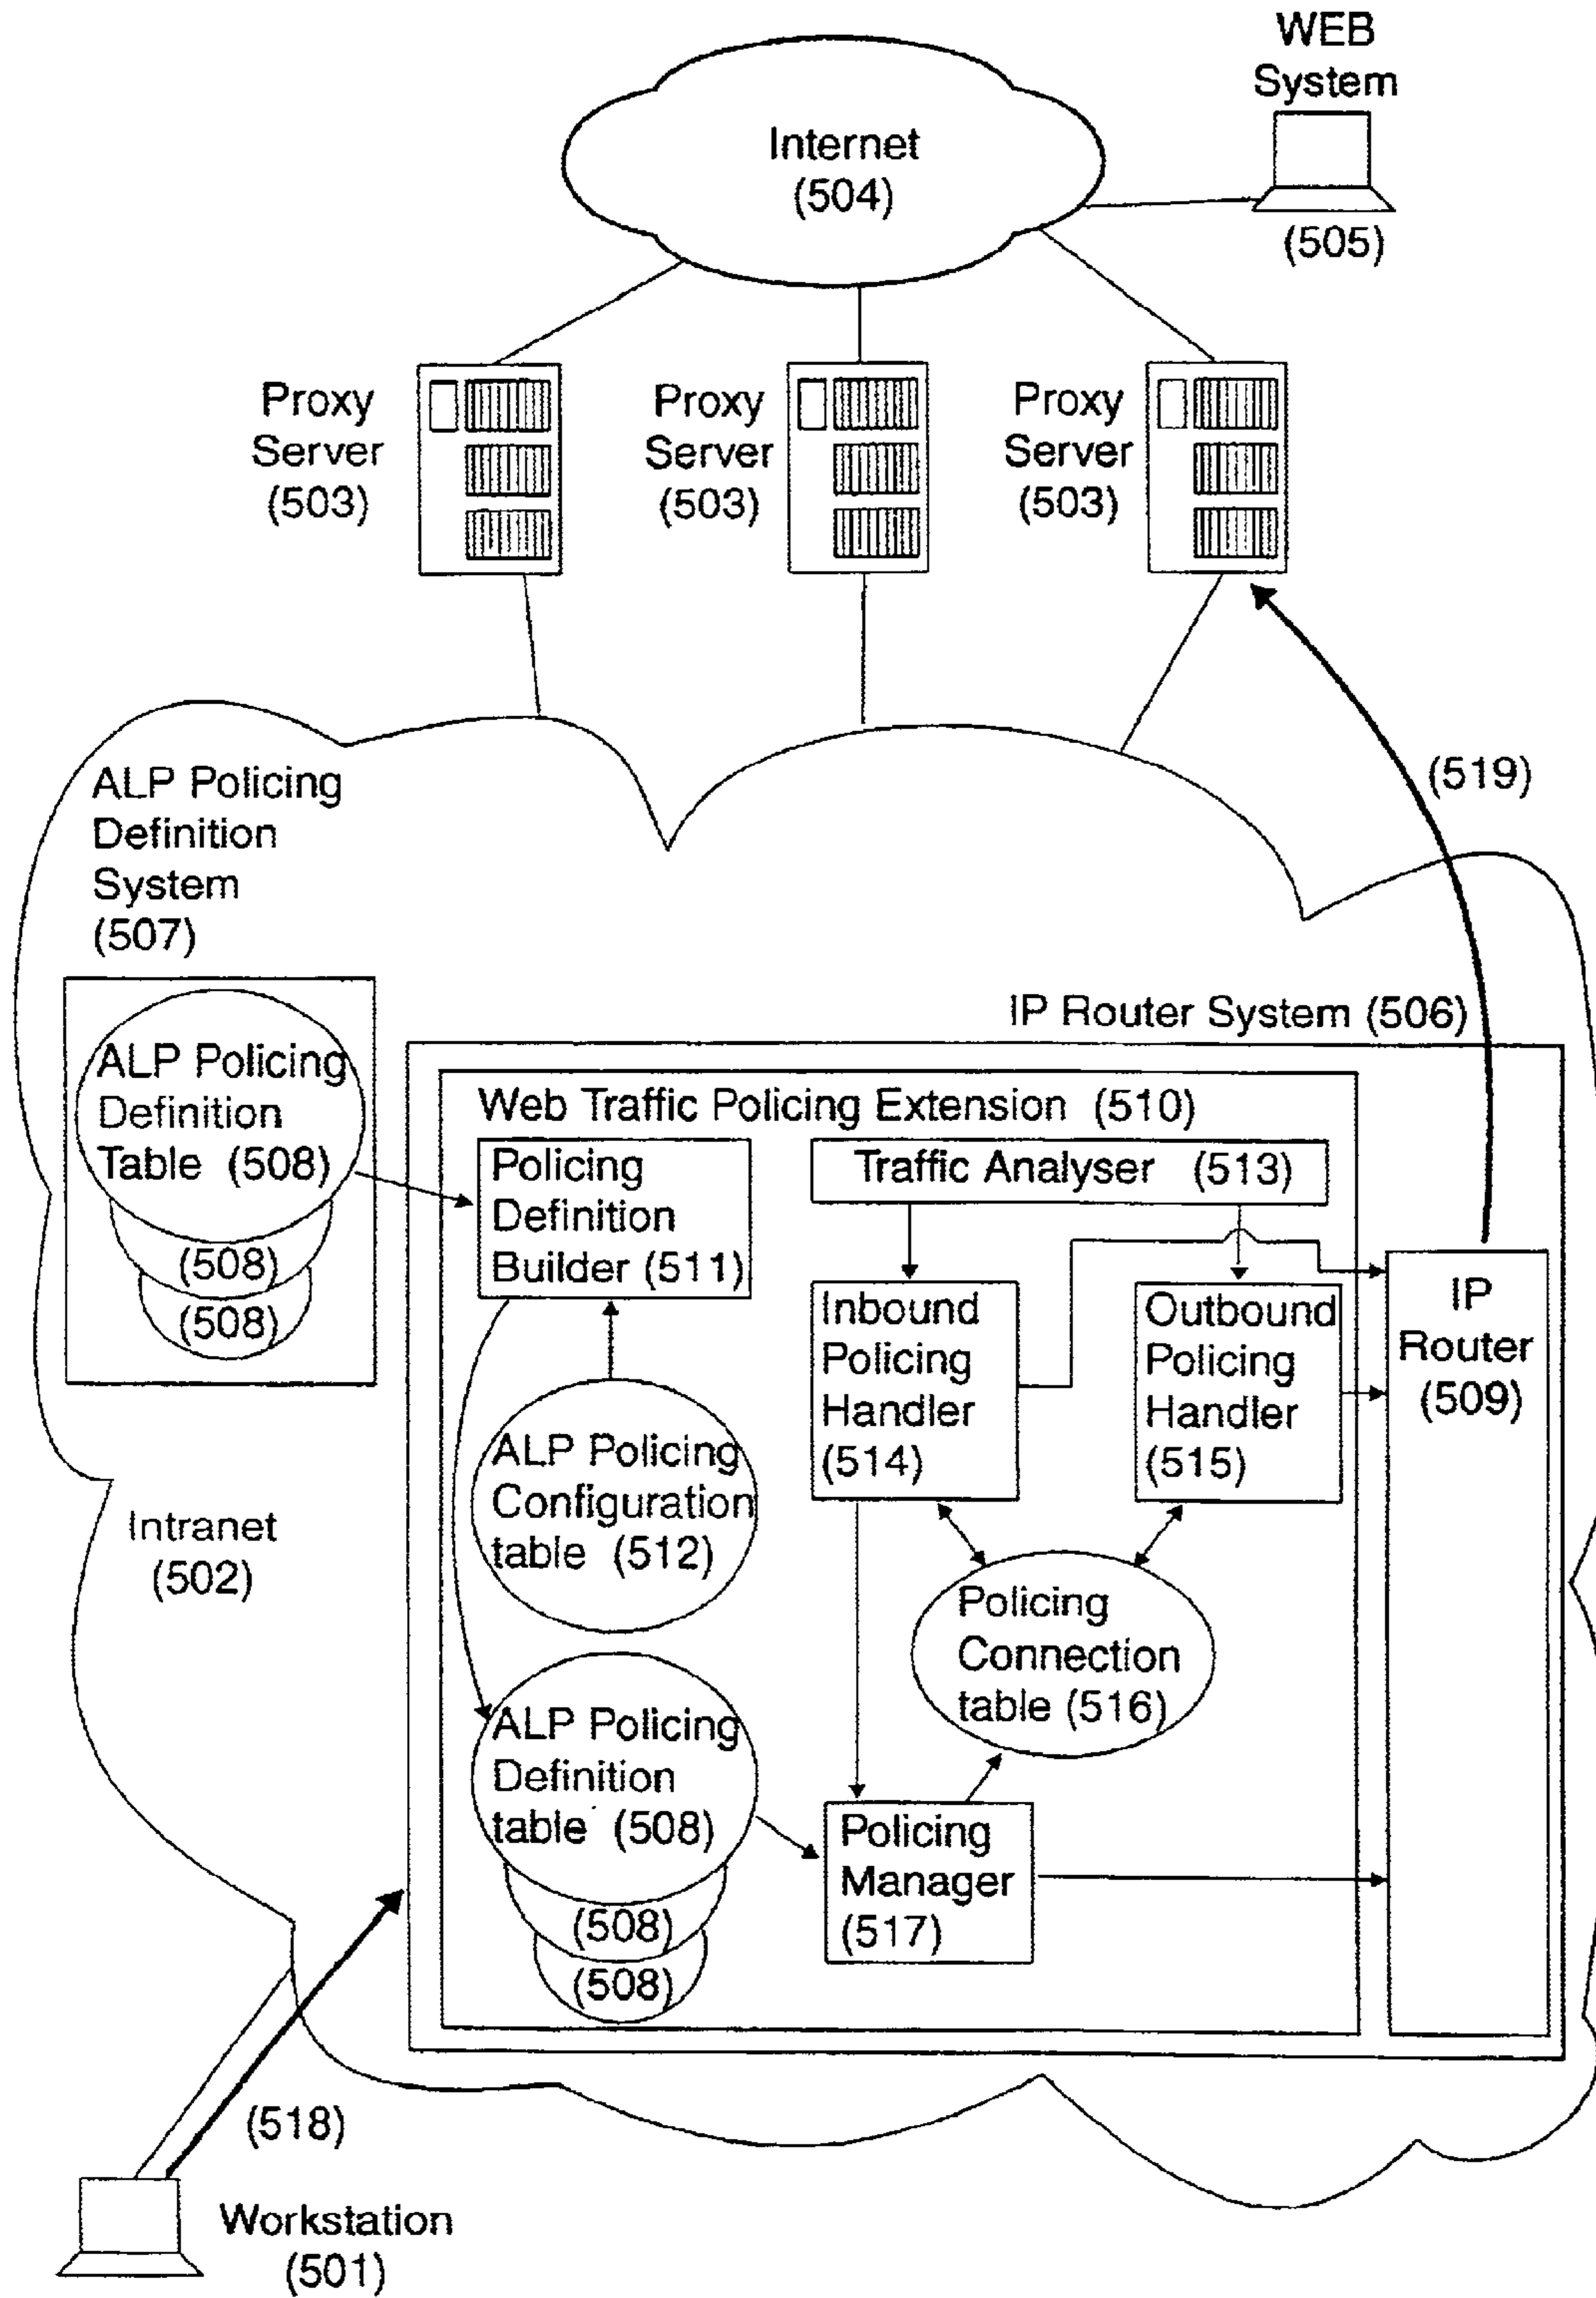 WEB
System
(505)
Internet
(504)
Proxy
Server
(503)
Proxy
Server
(503)
Proxy
Server
(503)
(519)
ALP Policing
Definition
System
(507)
ALP Policing
Definition
Table (508)
(508)
(508)
IP Router System (506)
Web Traffic Policing Extension (510)
Policing
Definition
Builder (511)
Traffic Analyser (513)
Inbound
Policing
Handler
(514)
Outbound
Policing
Handler
(515)
IP
Router
(509)
ALP Policing
Configuration
table (512)
Intranet
(502)
Policing
Connection
table (516)
ALP Policing
Definition
table (508)
(508)
(508)
Policing
Manager
(517)
(518)
Workstation
(501)